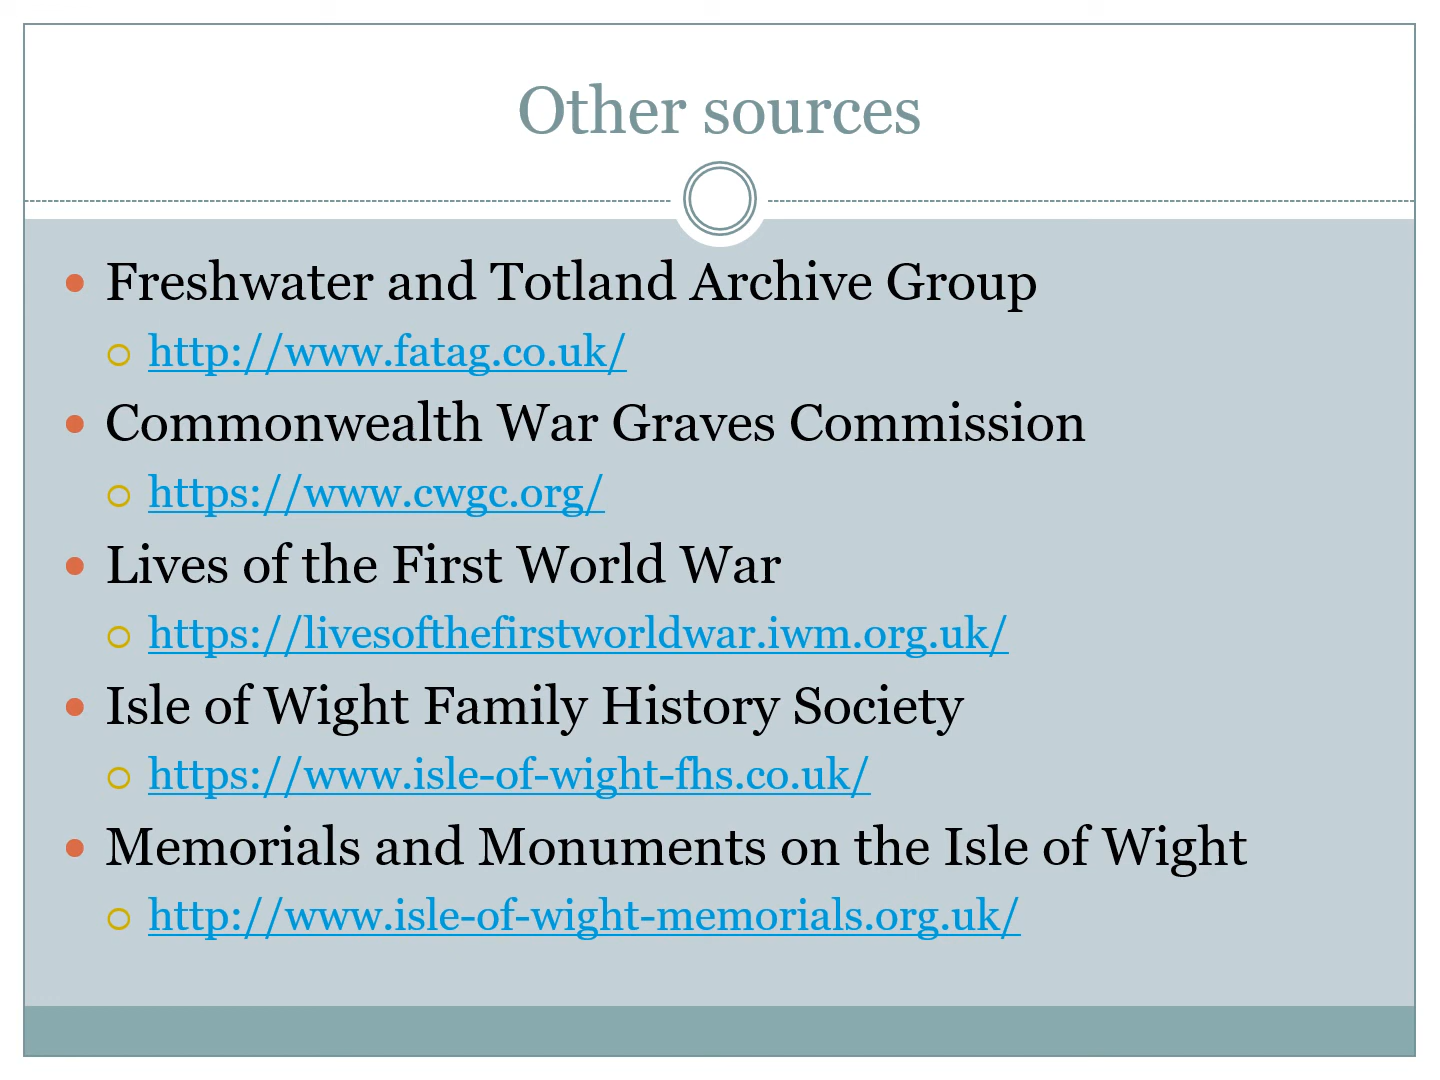 Other sources
Freshwater and Totland Archive Group
http://www.fatag.co.uk/
Commonwealth War Graves Commission
https://www.cwgc.org/
Lives of the First World War
https://livesofthefirstworldwar.iwm.org.uk/
Isle of Wight Family History Society
https://www.isle-of-wight-fhs.co.uk/
Memorials and Monuments on the Isle of Wight
http://www.isle-of-wight-memorials.org.uk/